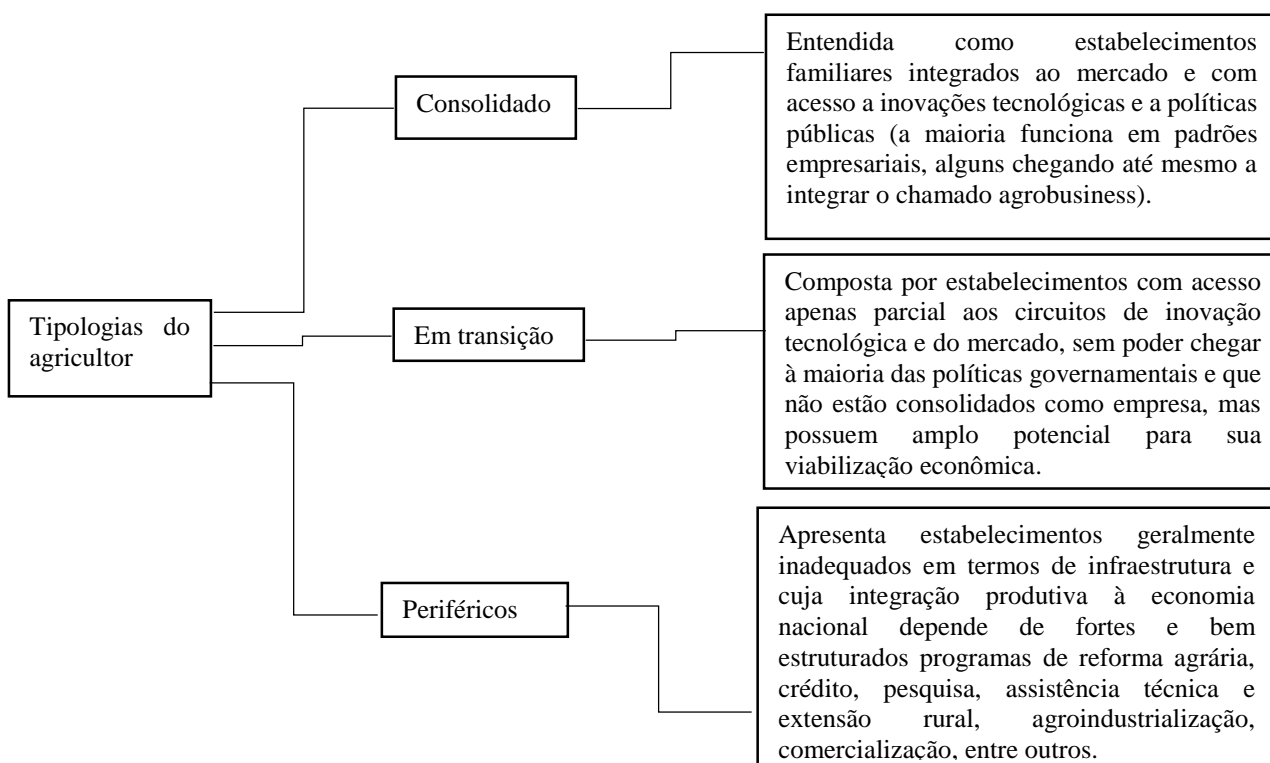 Tipologias do
agricultor
Consolidado
Entendida como estabelecimentos
familiares integrados ao mercado e com
acesso a inovações tecnológicas e a políticas
públicas (a maioria funciona em padrões
empresariais, alguns chegando até mesmo a
integrar o chamado agrobusiness).
Em transição
Composta por estabelecimentos com acesso
apenas parcial aos circuitos de inovação
tecnológica e do mercado, sem poder chegar
à maioria das políticas governamentais e que
não estão consolidados como empresa, mas
possuem amplo potencial para sua
viabilização econômica.
Periféricos
Apresenta estabelecimentos geralmente
inadequados em termos de infraestrutura e
cuja integração produtiva à economia
nacional depende de fortes e bem
estruturados programas de reforma agrária,
crédito, pesquisa, assistência técnica e
extensão rural, agroindustrialização,
comercialização, entre outros.